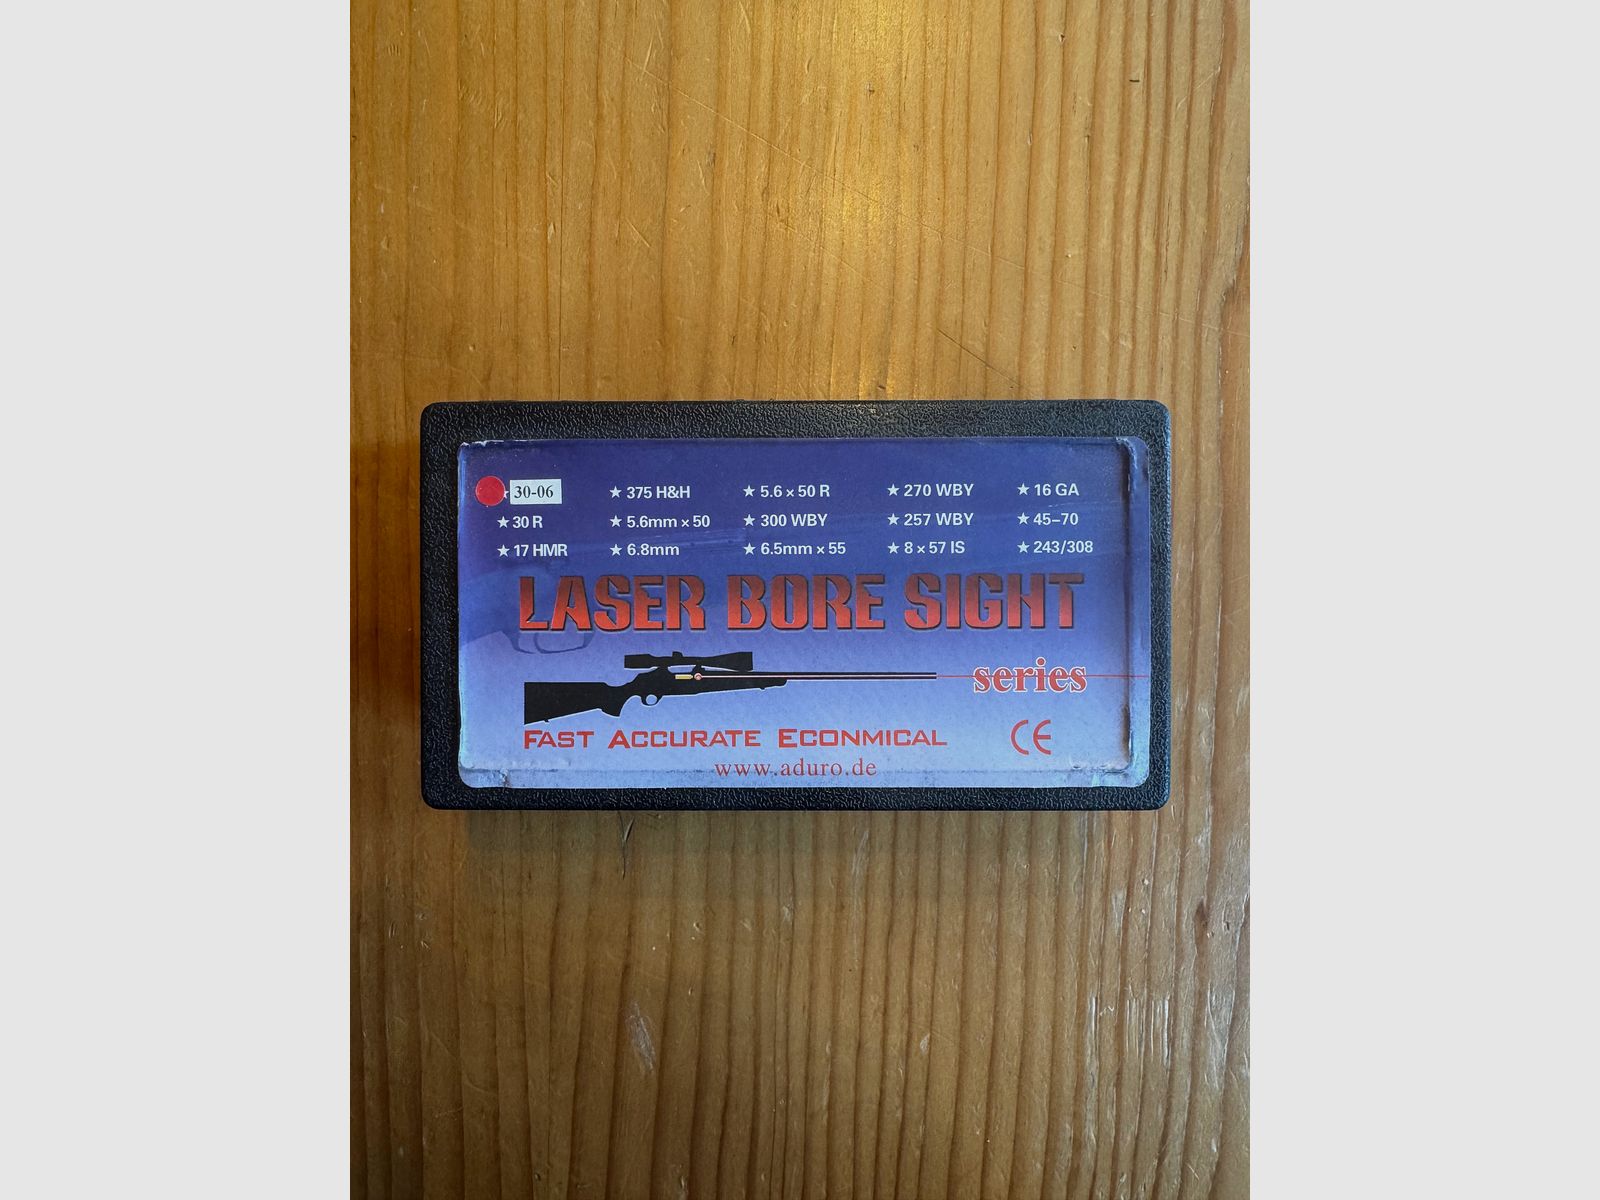 30-06 ★ 375 H&H ★ 5.6 × 50 R ★ 270 WBY ★ 16 GA
★ 30 R ★ 5.6mm × 50 ★ 300 WBY ★ 257 WBY ★ 45–70
★ 17 HMR ★ 6.8mm ★ 6.5mm × 55 ★ 8 × 57 IS ★ 243/308
LASER BORE SIGHT
series
FAST ACCURATE ECONMICAL CE
www.aduro.de